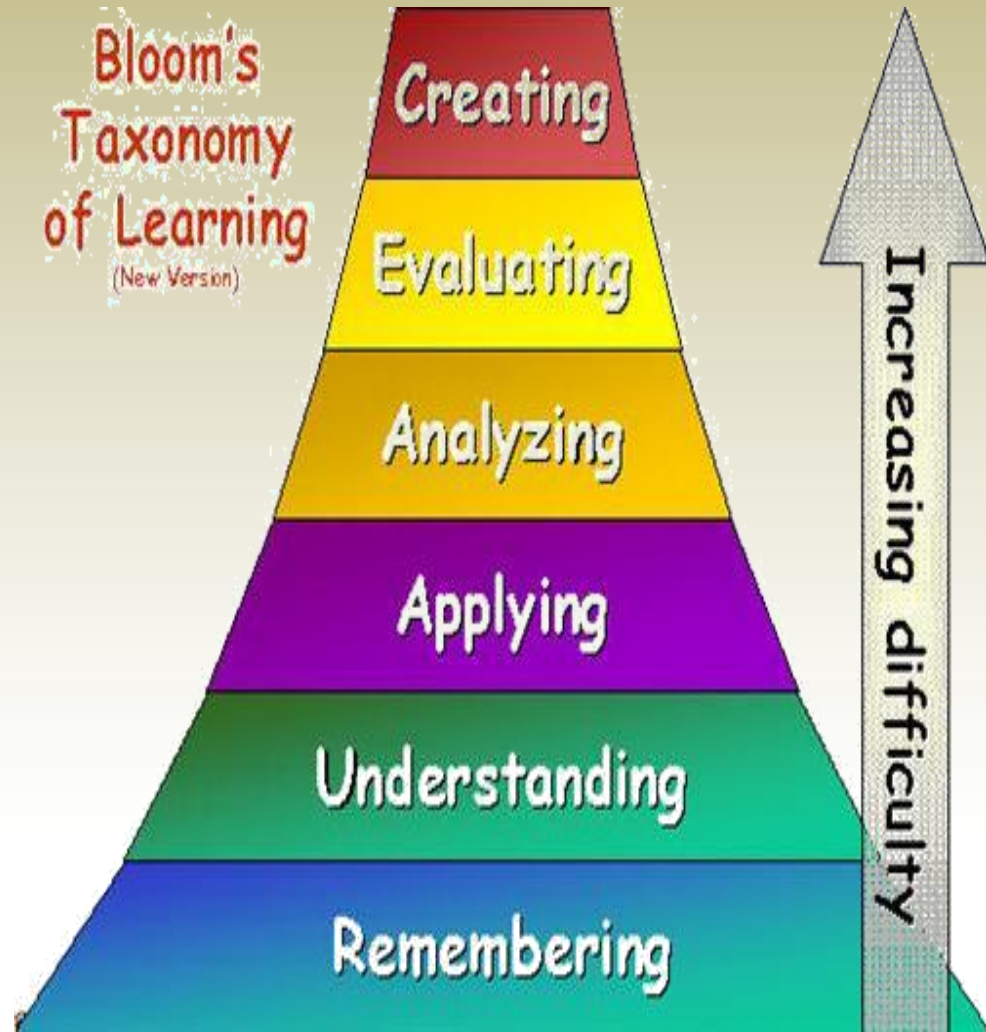 Bloom's
Taxonomy
of Learning
(New Version)
Creating
Evaluating
Analyzing
Applying
Understanding
Remembering
Increasing difficulty